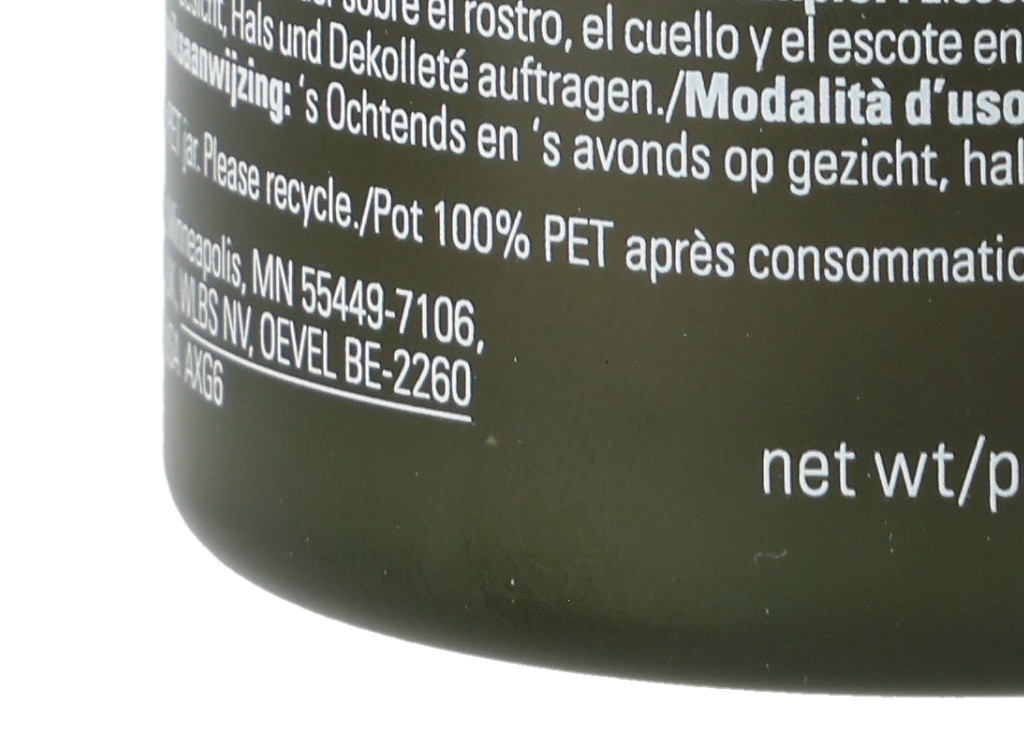 sobre el rostro, el cuello y el escote en
Hals und Dekolleté auftragen./Modalità d'uso
's Ochtends en 's avonds op gezicht, hal
PET jar. Please recycle./Pot 100% PET après consommatio
Minneapolis, MN 55449-7106,
WLBS NV, OEVEL BE-2260
AXG6
net wt/p